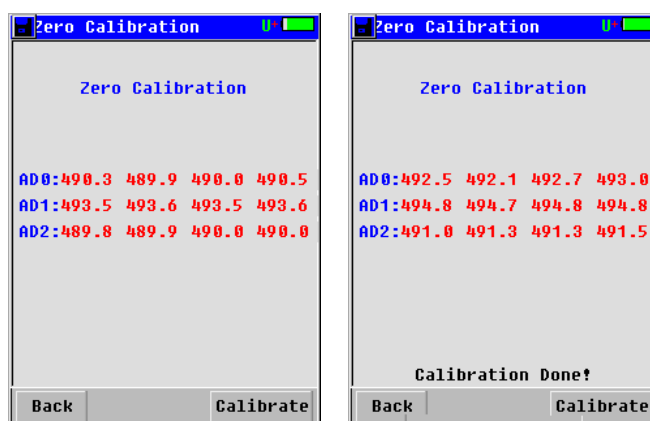 Zero Calibration U+
Zero Calibration
AD0:490.3 489.9 490.0 490.5
AD1:493.5 493.6 493.5 493.6
AD2:489.8 489.9 490.0 490.0
Back Calibrate
Zero Calibration U+
Zero Calibration
AD0:492.5 492.1 492.7 493.0
AD1:494.8 494.7 494.8 494.8
AD2:491.0 491.3 491.3 491.5
Calibration Done!
Back Calibrate